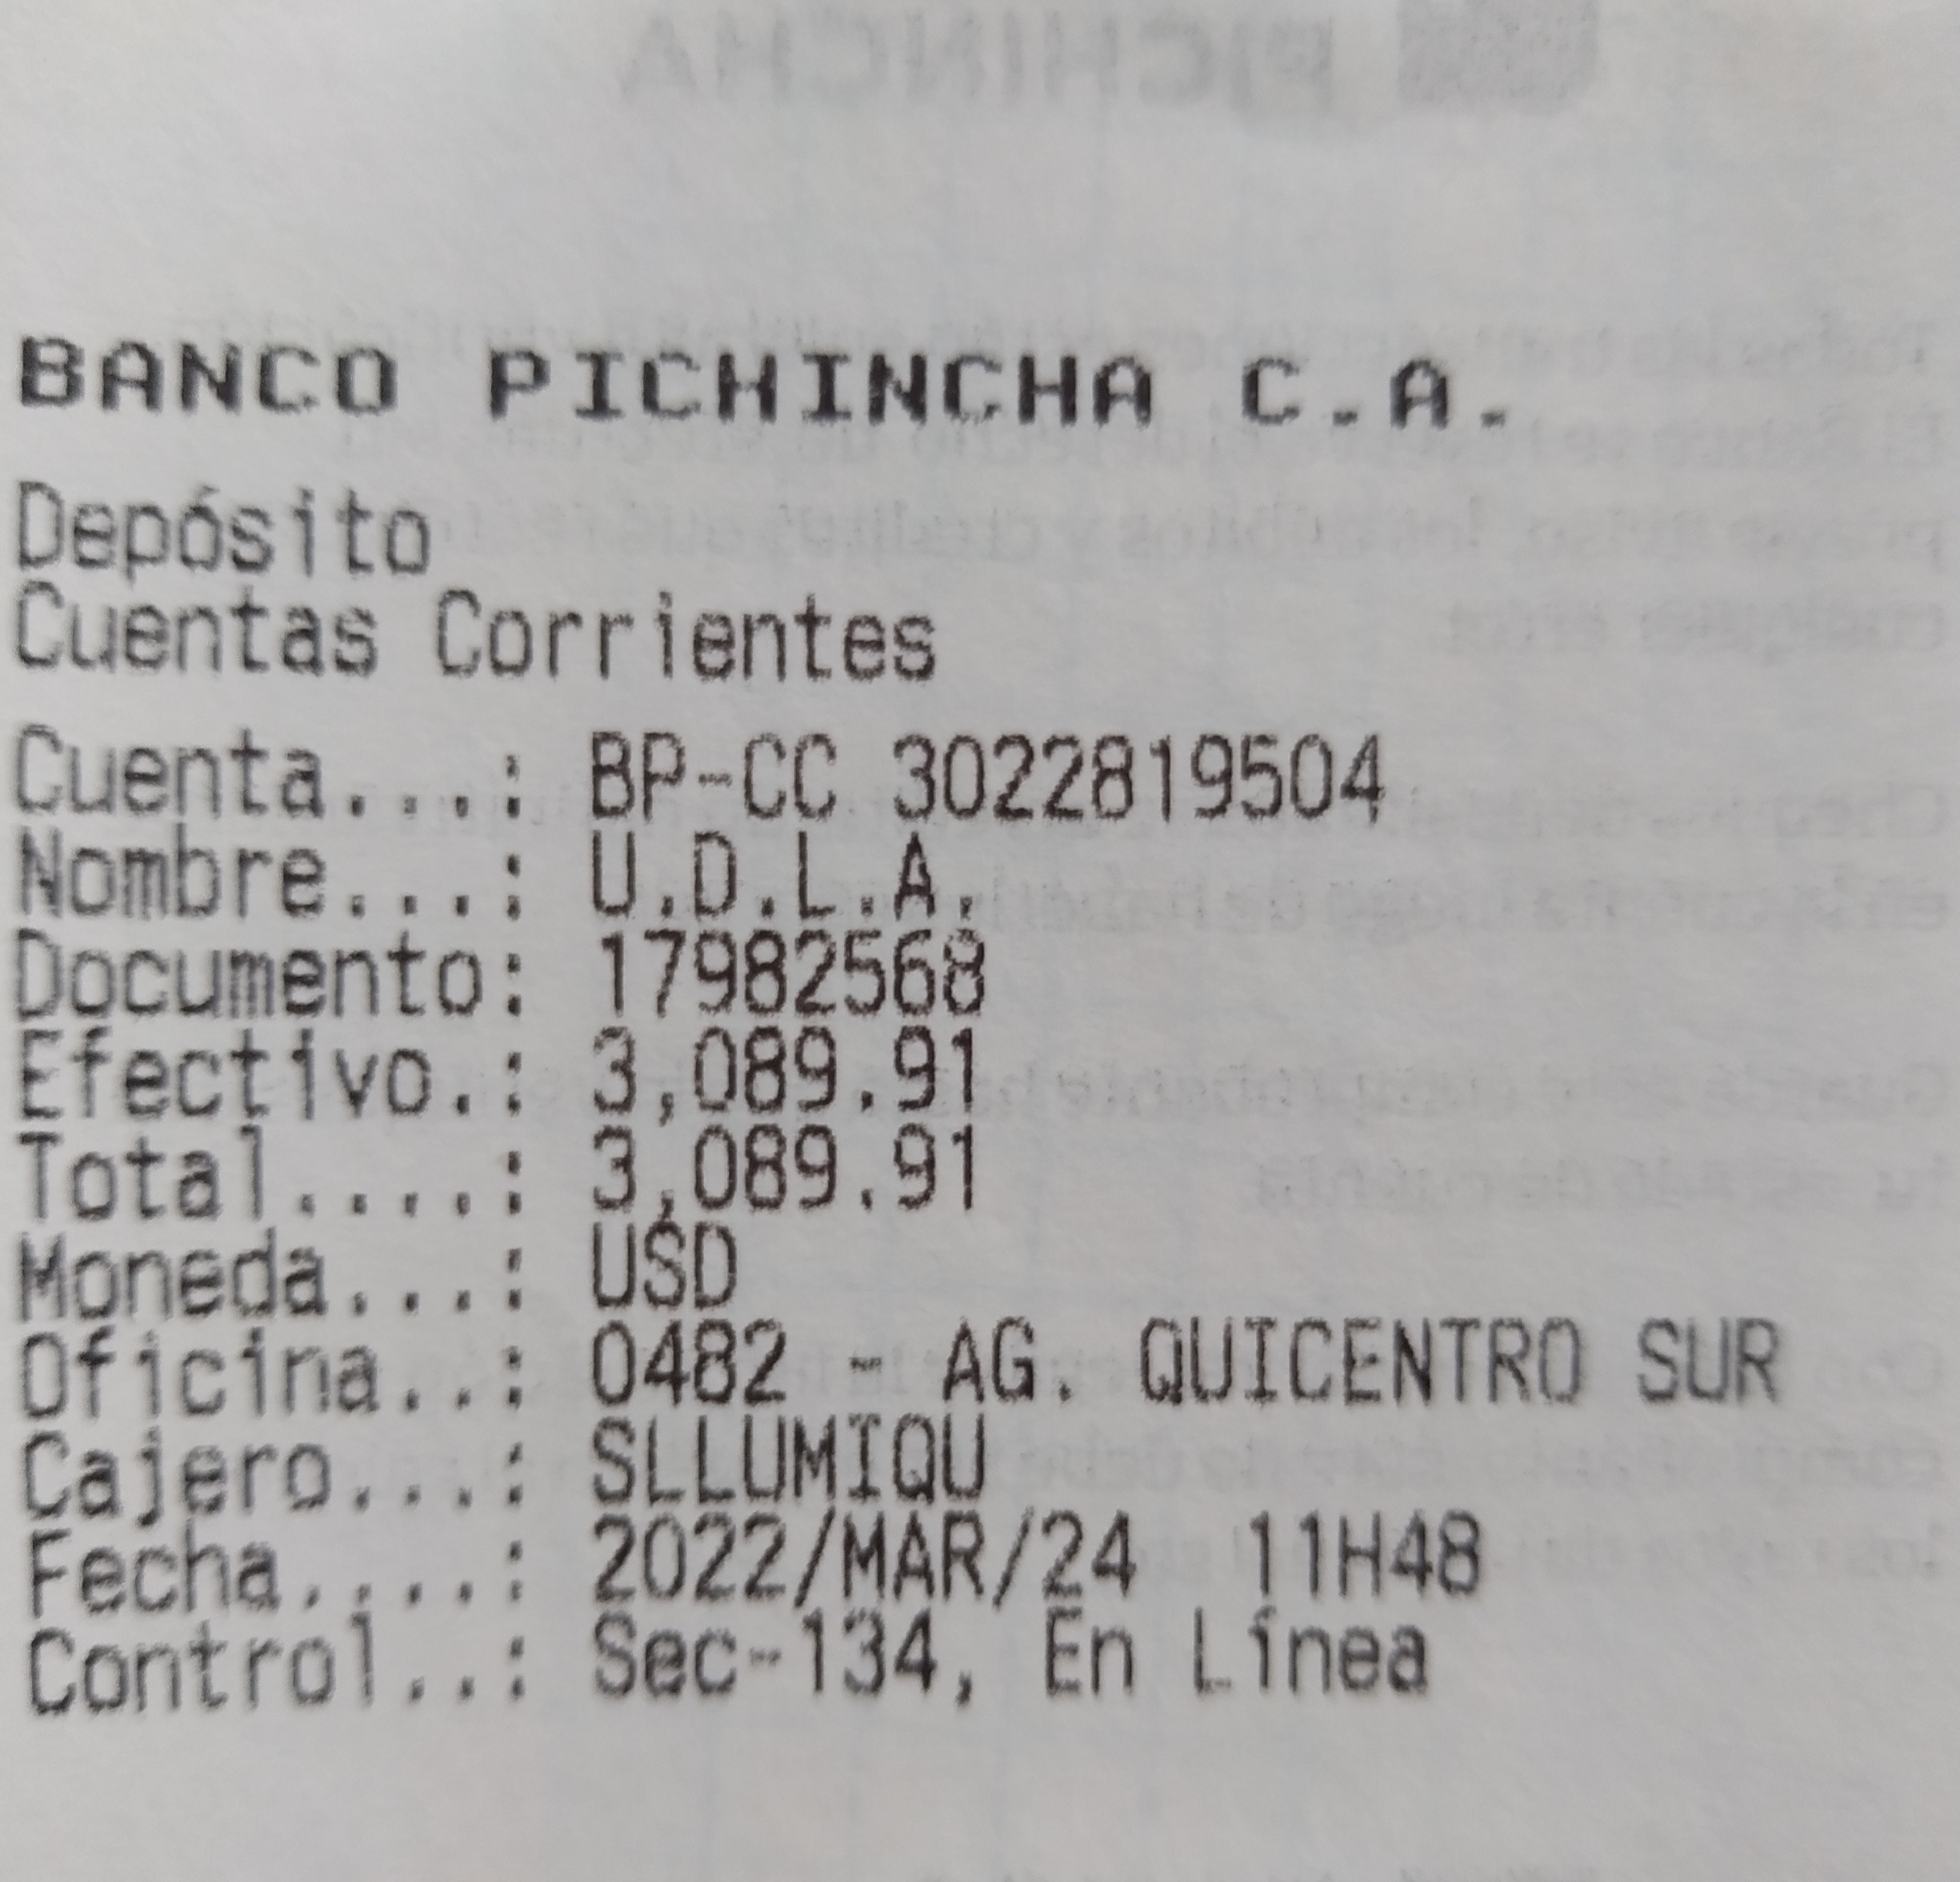 PICHINCHA
BANCO PICHINCHA C.A.
Depósito
Cuentas Corrientes
Cuenta...: BP-CC 3022819504
Nombre...: U.D.L.A.
Documento: 17982568
Efectivo.: 3,089.91
Total....: 3,089.91
Moneda...: USD
Oficina..: 0482 - AG. QUICENTRO SUR
Cajero...: SLLUMIQU
Fecha....: 2022/MAR/24  11H48
Control..: Sec-134, En Línea